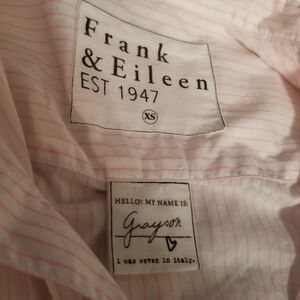 Frank
& Eileen
EST 1947
XS
HELLO! MY NAME IS:
Grayson
i was woven in italy.